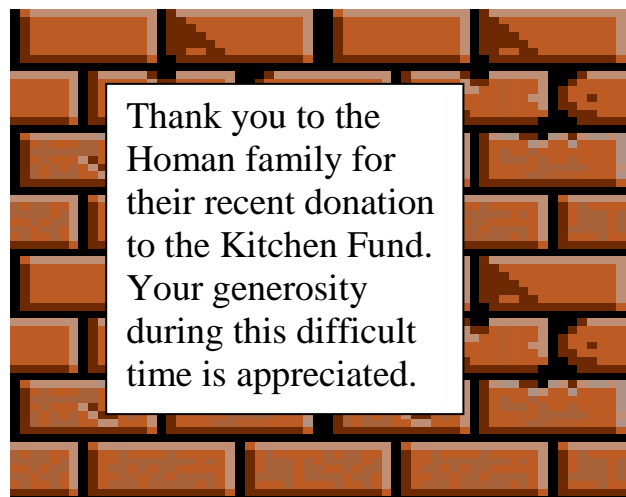 Thank you to the
Homan family for
their recent donation
to the Kitchen Fund.
Your generosity
during this difficult
time is appreciated.